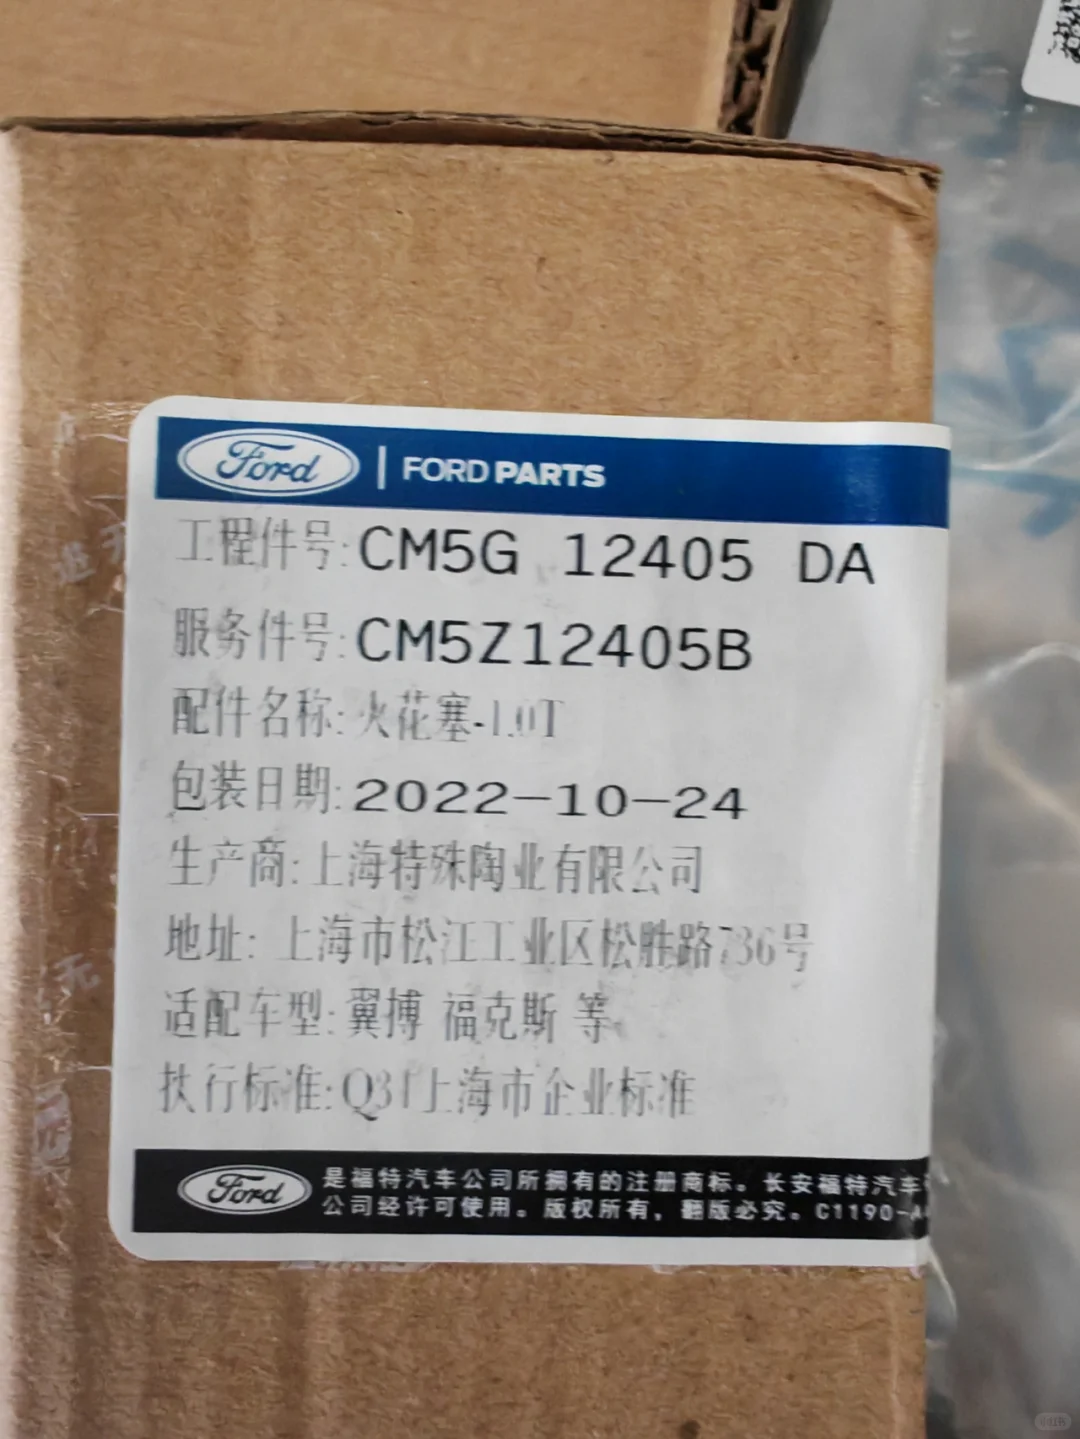 Ford | FORD PARTS
工程件号: CM5G 12405 DA
服务件号: CM5Z12405B
配件名称: 火花塞-1.0T
包装日期: 2022-10-24
生产商: 上海特殊陶业有限公司
地址: 上海市松江工业区松胜路736号
适配车型: 翼搏 福克斯 等
执行标准: Q31上海市企业标准
Ford 是福特汽车公司所拥有的注册商标。长安福特汽车
公司经许可使用。版权所有，翻版必究。C1190-A
小红书